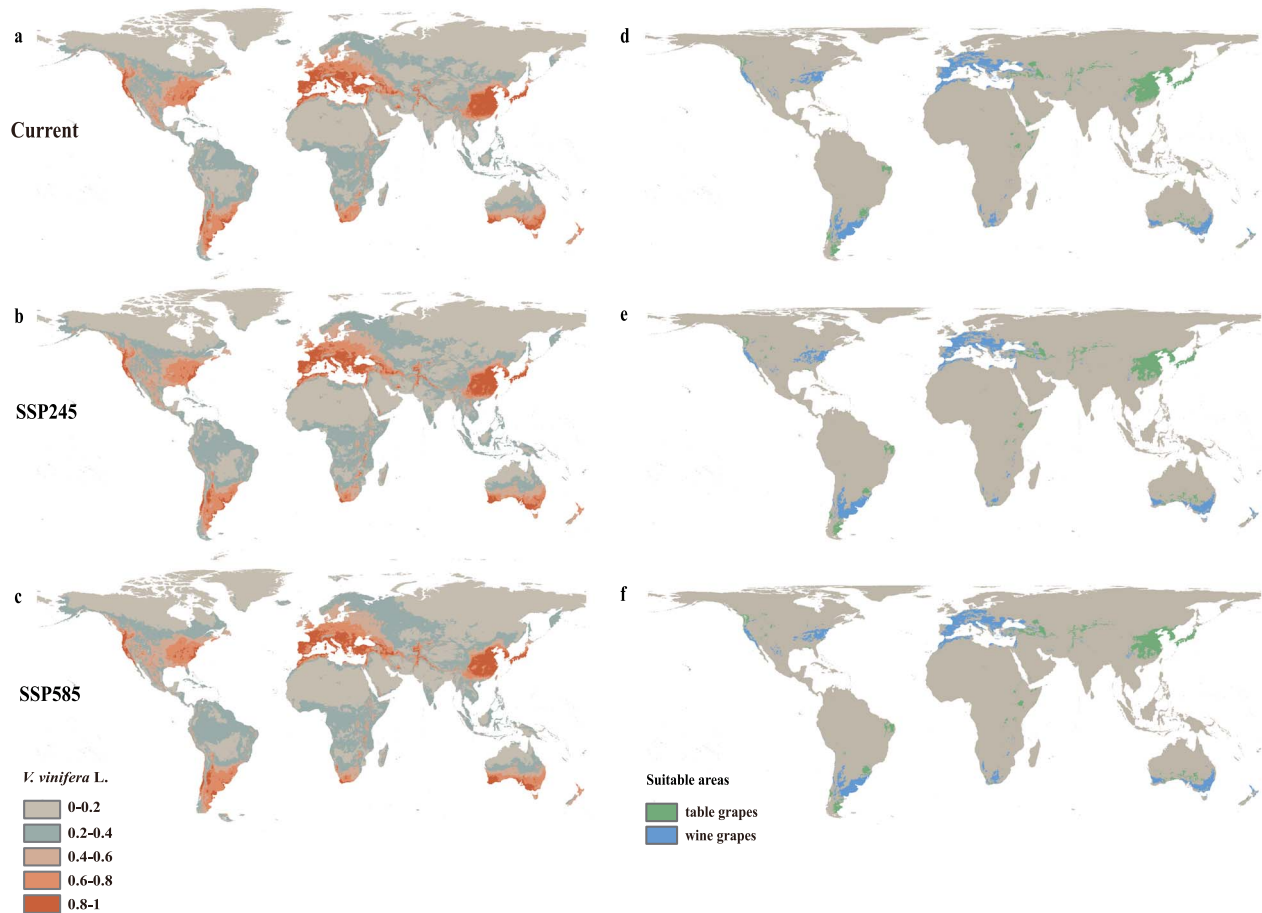 a
d
Current
b
e
SSP245
c
f
SSP585
V. vinifera L.
0-0.2
0.2-0.4
0.4-0.6
0.6-0.8
0.8-1
Suitable areas
table grapes
wine grapes